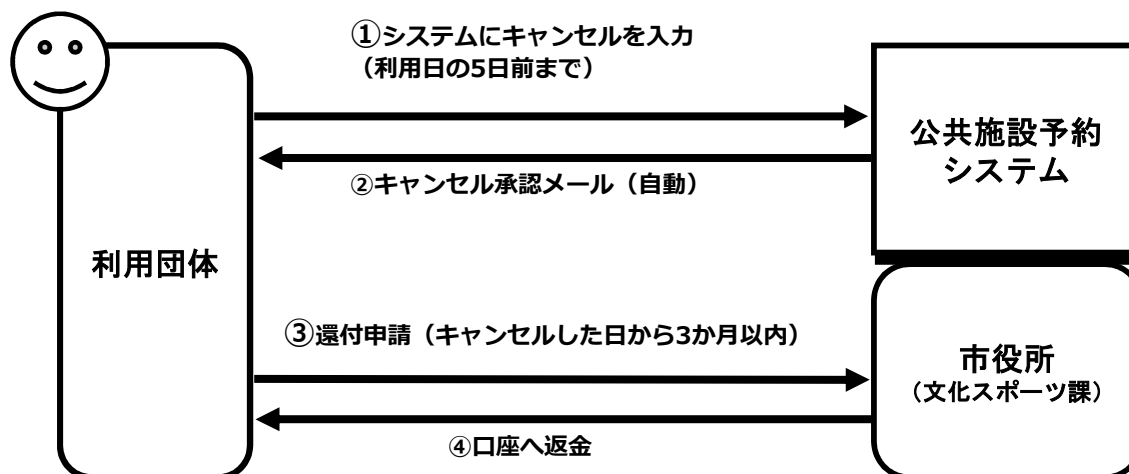 ①システムにキャンセルを入力
（利用日の5日前まで）
公共施設予約
システム
②キャンセル承認メール（自動）
利用団体
③還付申請（キャンセルした日から3か月以内）
市役所
（文化スポーツ課）
④口座へ返金